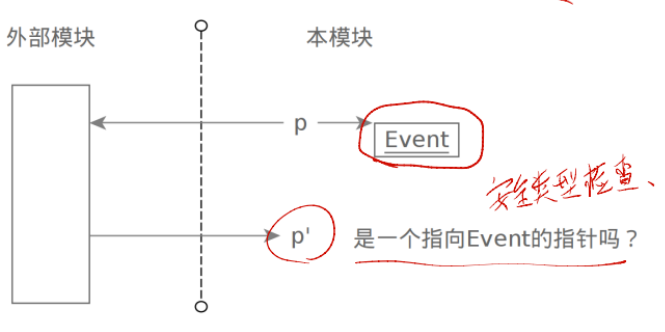 外部模块
本模块
p
Event
安全类型检查、
p'
是一个指向Event的指针吗？